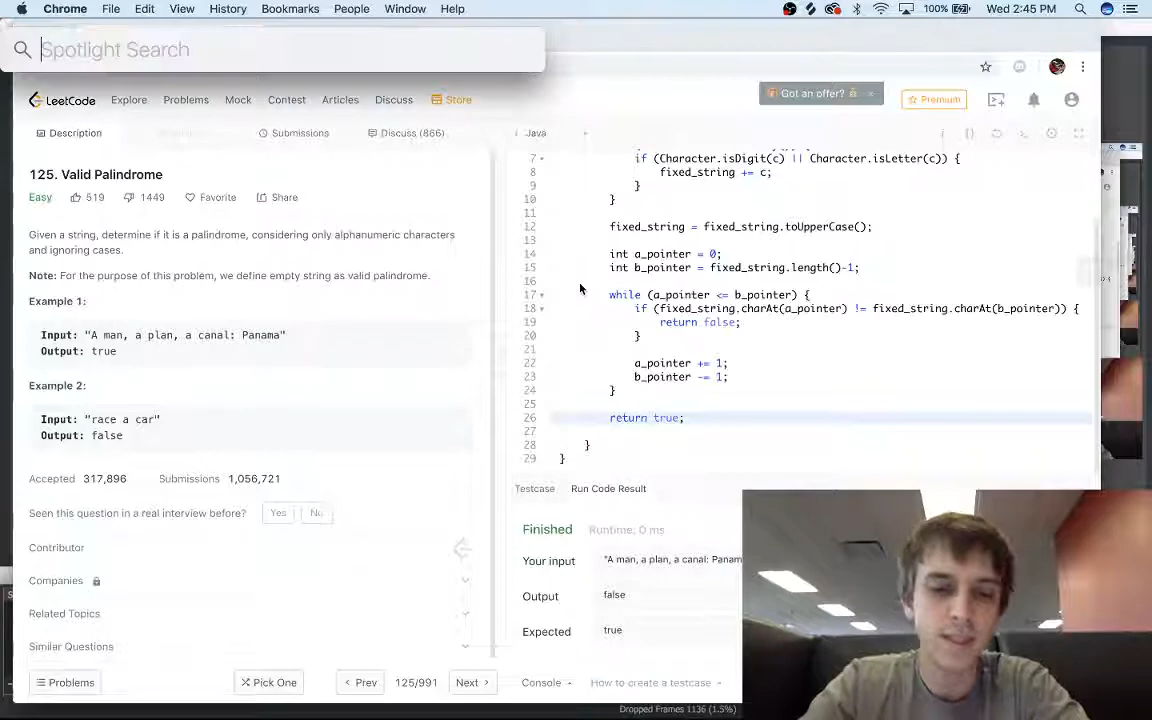 Chrome File Edit View History Bookmarks People Window Help 100% Wed 2:45 PM
Spotlight Search
LeetCode Explore Problems Mock Contest Articles Discuss Store Got an offer? × Premium
Description Submissions Discuss (866) Java
125. Valid Palindrome
Easy 519 1449 Favorite Share
Given a string, determine if it is a palindrome, considering only alphanumeric characters
and ignoring cases.
Note: For the purpose of this problem, we define empty string as valid palindrome.
Example 1:
Input: "A man, a plan, a canal: Panama"
Output: true
Example 2:
Input: "race a car"
Output: false
Accepted 317,896 Submissions 1,056,721
Seen this question in a real interview before? Yes No
Contributor
Companies
Related Topics
Similar Questions
Problems Pick One Prev 125/991 Next
7 if (Character.isDigit(c) || Character.isLetter(c)) {
8 fixed_string += c;
9 }
10 }
11
12 fixed_string = fixed_string.toUpperCase();
13
14 int a_pointer = 0;
15 int b_pointer = fixed_string.length()-1;
16
17 while (a_pointer <= b_pointer) {
18 if (fixed_string.charAt(a_pointer) != fixed_string.charAt(b_pointer)) {
19 return false;
20 }
21
22 a_pointer += 1;
23 b_pointer -= 1;
24 }
25
26 return true;
27
28 }
29 }
Testcase Run Code Result
Finished Runtime: 0 ms
Your input "A man, a plan, a canal: Panam
Output false
Expected true
Console How to create a testcase
Dropped Frames 1136 (1.5%)